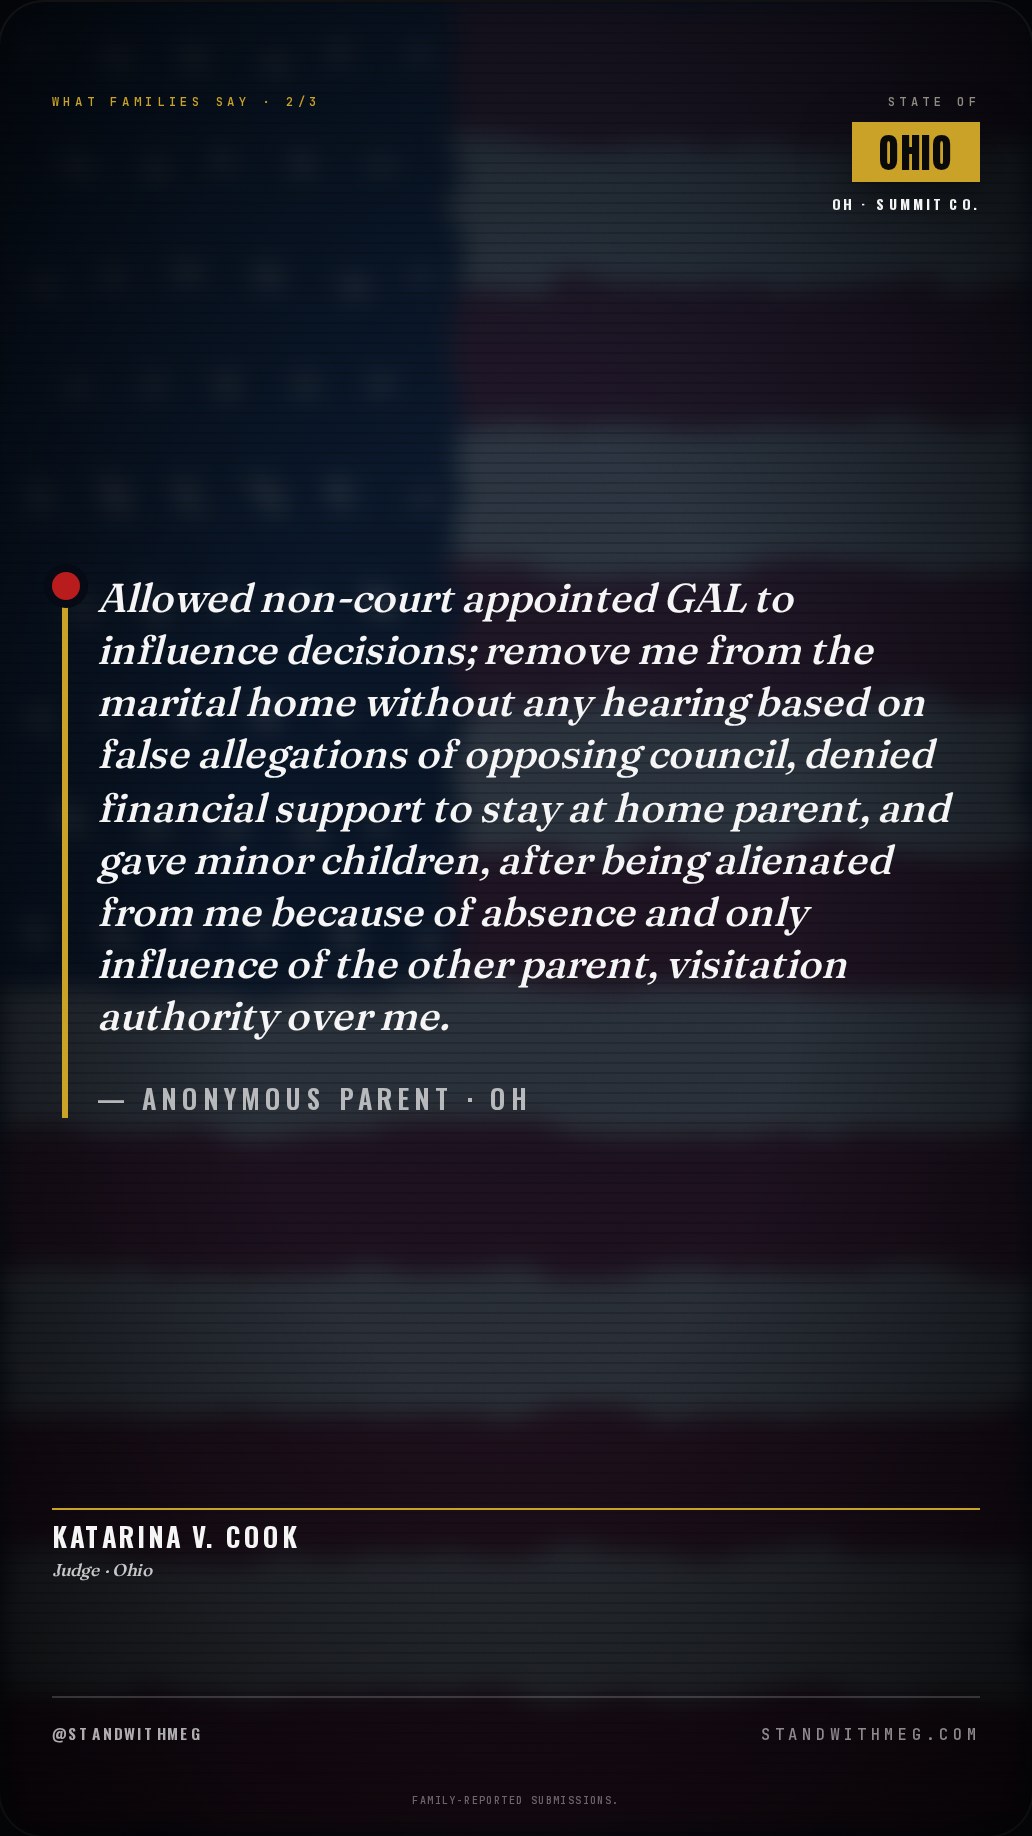 WHAT FAMILIES SAY · 2/3
STATE OF
OHIO
OH · SUMMIT CO.
Allowed non-court appointed GAL to
influence decisions; remove me from the
marital home without any hearing based on
false allegations of opposing council, denied
financial support to stay at home parent, and
gave minor children, after being alienated
from me because of absence and only
influence of the other parent, visitation
authority over me.
— ANONYMOUS PARENT · OH
KATARINA V. COOK
Judge · Ohio
@STANDWITHMEG
STANDWITHMEG.COM
FAMILY-REPORTED SUBMISSIONS.